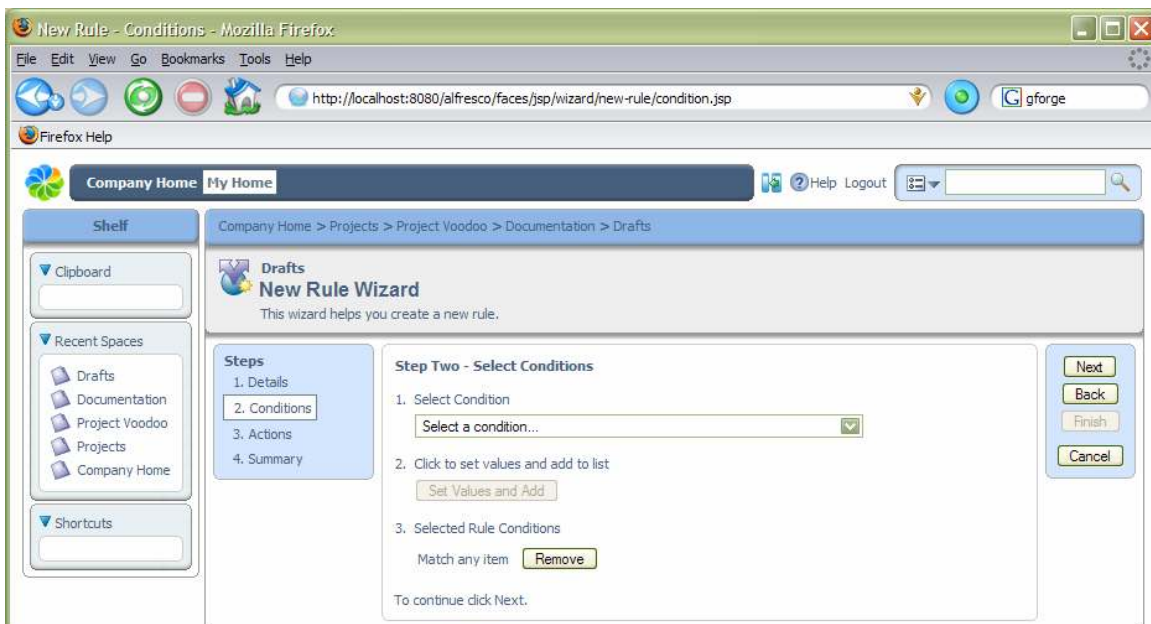 New Rule - Conditions - Mozilla Firefox
File Edit View Go Bookmarks Tools Help
http://localhost:8080/alfresco/faces/jsp/wizard/new-rule/condition.jsp
G gforge
Firefox Help
Company Home My Home
Help Logout
Shelf
Company Home > Projects > Project Voodoo > Documentation > Drafts
Clipboard
Drafts
New Rule Wizard
This wizard helps you create a new rule.
Recent Spaces
Drafts
Documentation
Project Voodoo
Projects
Company Home
Shortcuts
Steps
1. Details
2. Conditions
3. Actions
4. Summary
Step Two - Select Conditions
1. Select Condition
Select a condition...
2. Click to set values and add to list
Set Values and Add
3. Selected Rule Conditions
Match any item Remove
To continue click Next.
Next
Back
Finish
Cancel